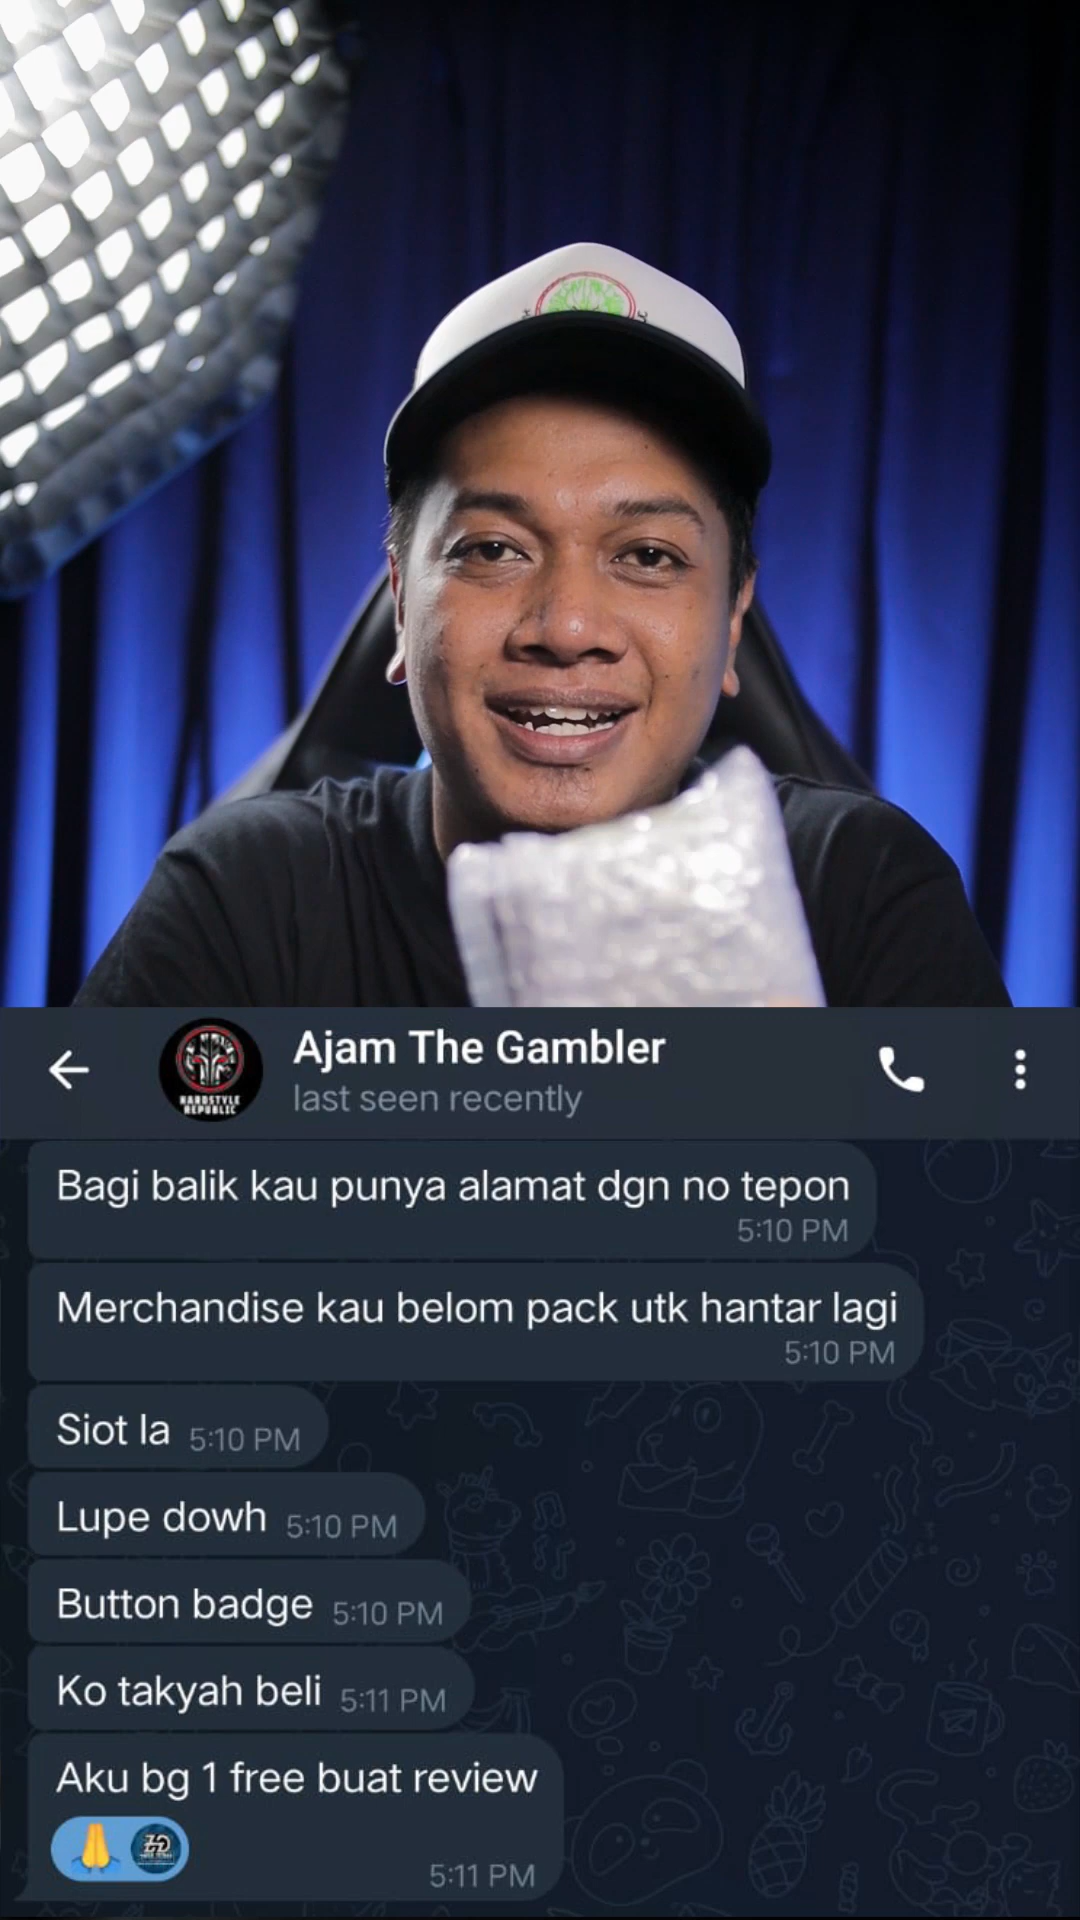 Ajam The Gambler
last seen recently
HARDSTYLE
REPUBLIC
Bagi balik kau punya alamat dgn no tepon
5:10 PM
Merchandise kau belom pack utk hantar lagi
5:10 PM
Siot la 5:10 PM
Lupe dowh 5:10 PM
Button badge 5:10 PM
Ko takyah beli 5:11 PM
Aku bg 1 free buat review
5:11 PM